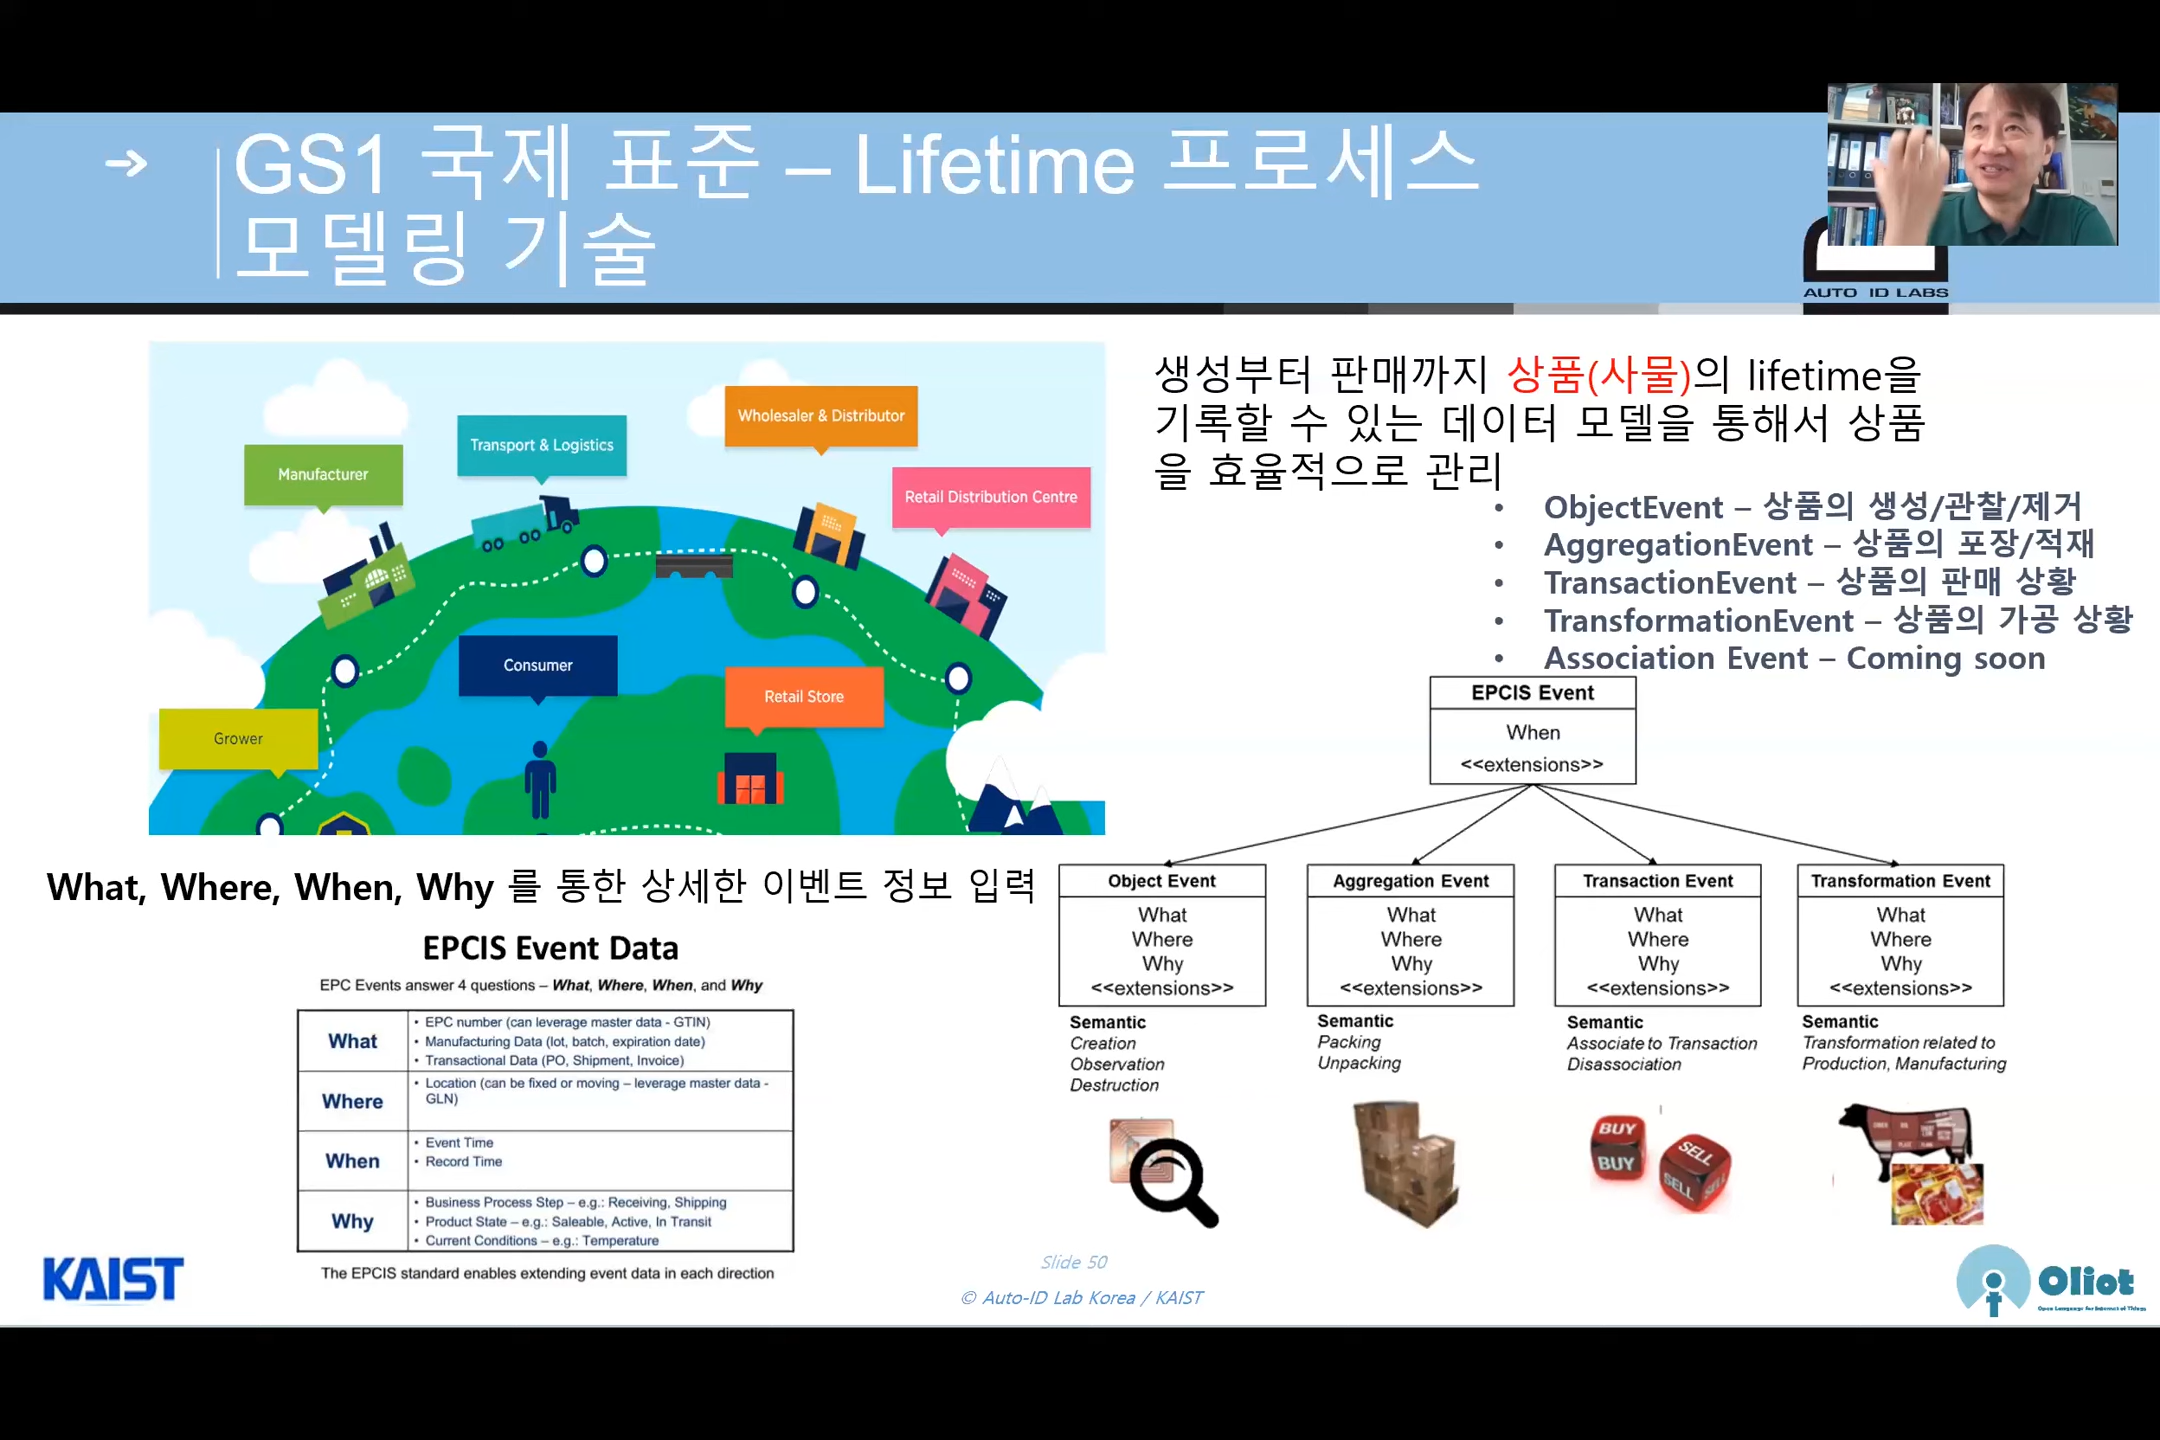 GS1 국제 표준 – Lifetime 프로세스
모델링 기술
AUTO ID LABS
Manufacturer
Transport & Logistics
Wholesaler & Distributor
Retail Distribution Centre
Consumer
Retail Store
Grower
생성부터 판매까지 상품(사물)의 lifetime을
기록할 수 있는 데이터 모델을 통해서 상품
을 효율적으로 관리
• ObjectEvent – 상품의 생성/관찰/제거
• AggregationEvent – 상품의 포장/적재
• TransactionEvent – 상품의 판매 상황
• TransformationEvent – 상품의 가공 상황
• Association Event – Coming soon
What, Where, When, Why 를 통한 상세한 이벤트 정보 입력
EPCIS Event Data
EPC Events answer 4 questions – What, Where, When, and Why
What
• EPC number (can leverage master data - GTIN)
• Manufacturing Data (lot, batch, expiration date)
• Transactional Data (PO, Shipment, Invoice)
Where
• Location (can be fixed or moving – leverage master data -
GLN)
When
• Event Time
• Record Time
Why
• Business Process Step – e.g.: Receiving, Shipping
• Product State – e.g.: Saleable, Active, In Transit
• Current Conditions – e.g.: Temperature
The EPCIS standard enables extending event data in each direction
EPCIS Event
When
<<extensions>>
Object Event
What
Where
Why
<<extensions>>
Semantic
Creation
Observation
Destruction
Aggregation Event
What
Where
Why
<<extensions>>
Semantic
Packing
Unpacking
Transaction Event
What
Where
Why
<<extensions>>
Semantic
Associate to Transaction
Disassociation
Transformation Event
What
Where
Why
<<extensions>>
Semantic
Transformation related to
Production, Manufacturing
BUY
BUY
SELL
SELL
KAIST
Slide 50
© Auto-ID Lab Korea / KAIST
Oliot
Open Language for Internet of Things